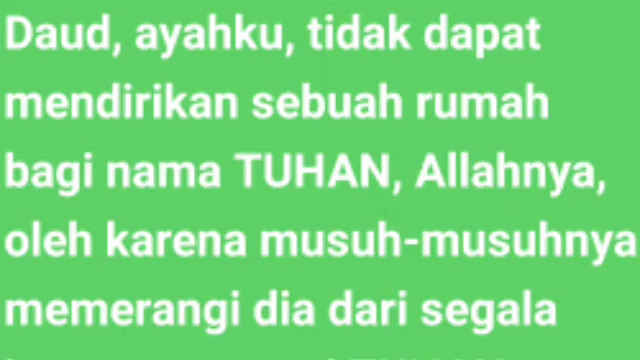 Daud, ayahku, tidak dapat
mendirikan sebuah rumah
bagi nama TUHAN, Allahnya,
oleh karena musuh-musuhnya
memerangi dia dari segala